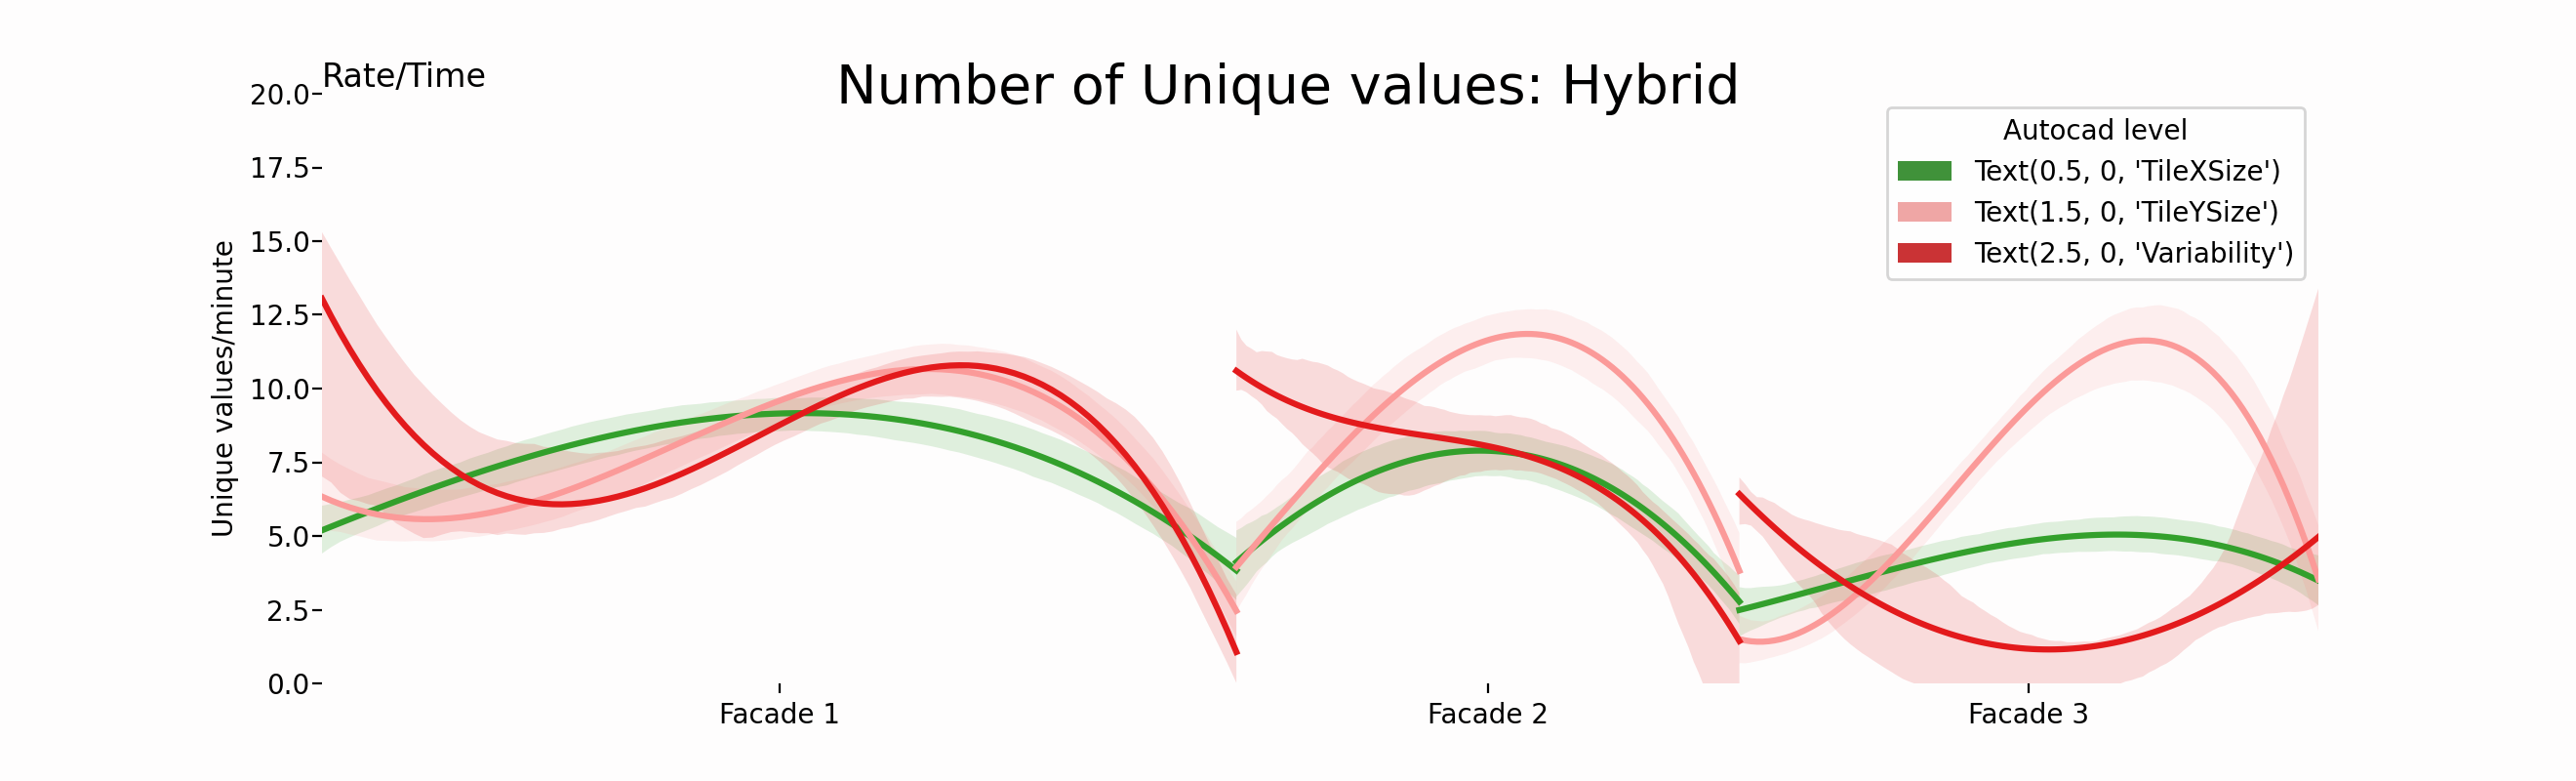 Rate/Time
Number of Unique values: Hybrid
20.0
17.5
15.0
12.5
10.0
7.5
5.0
2.5
0.0
Unique values/minute
Autocad level
Text(0.5, 0, 'TileXSize')
Text(1.5, 0, 'TileYSize')
Text(2.5, 0, 'Variability')
Facade 1
Facade 2
Facade 3